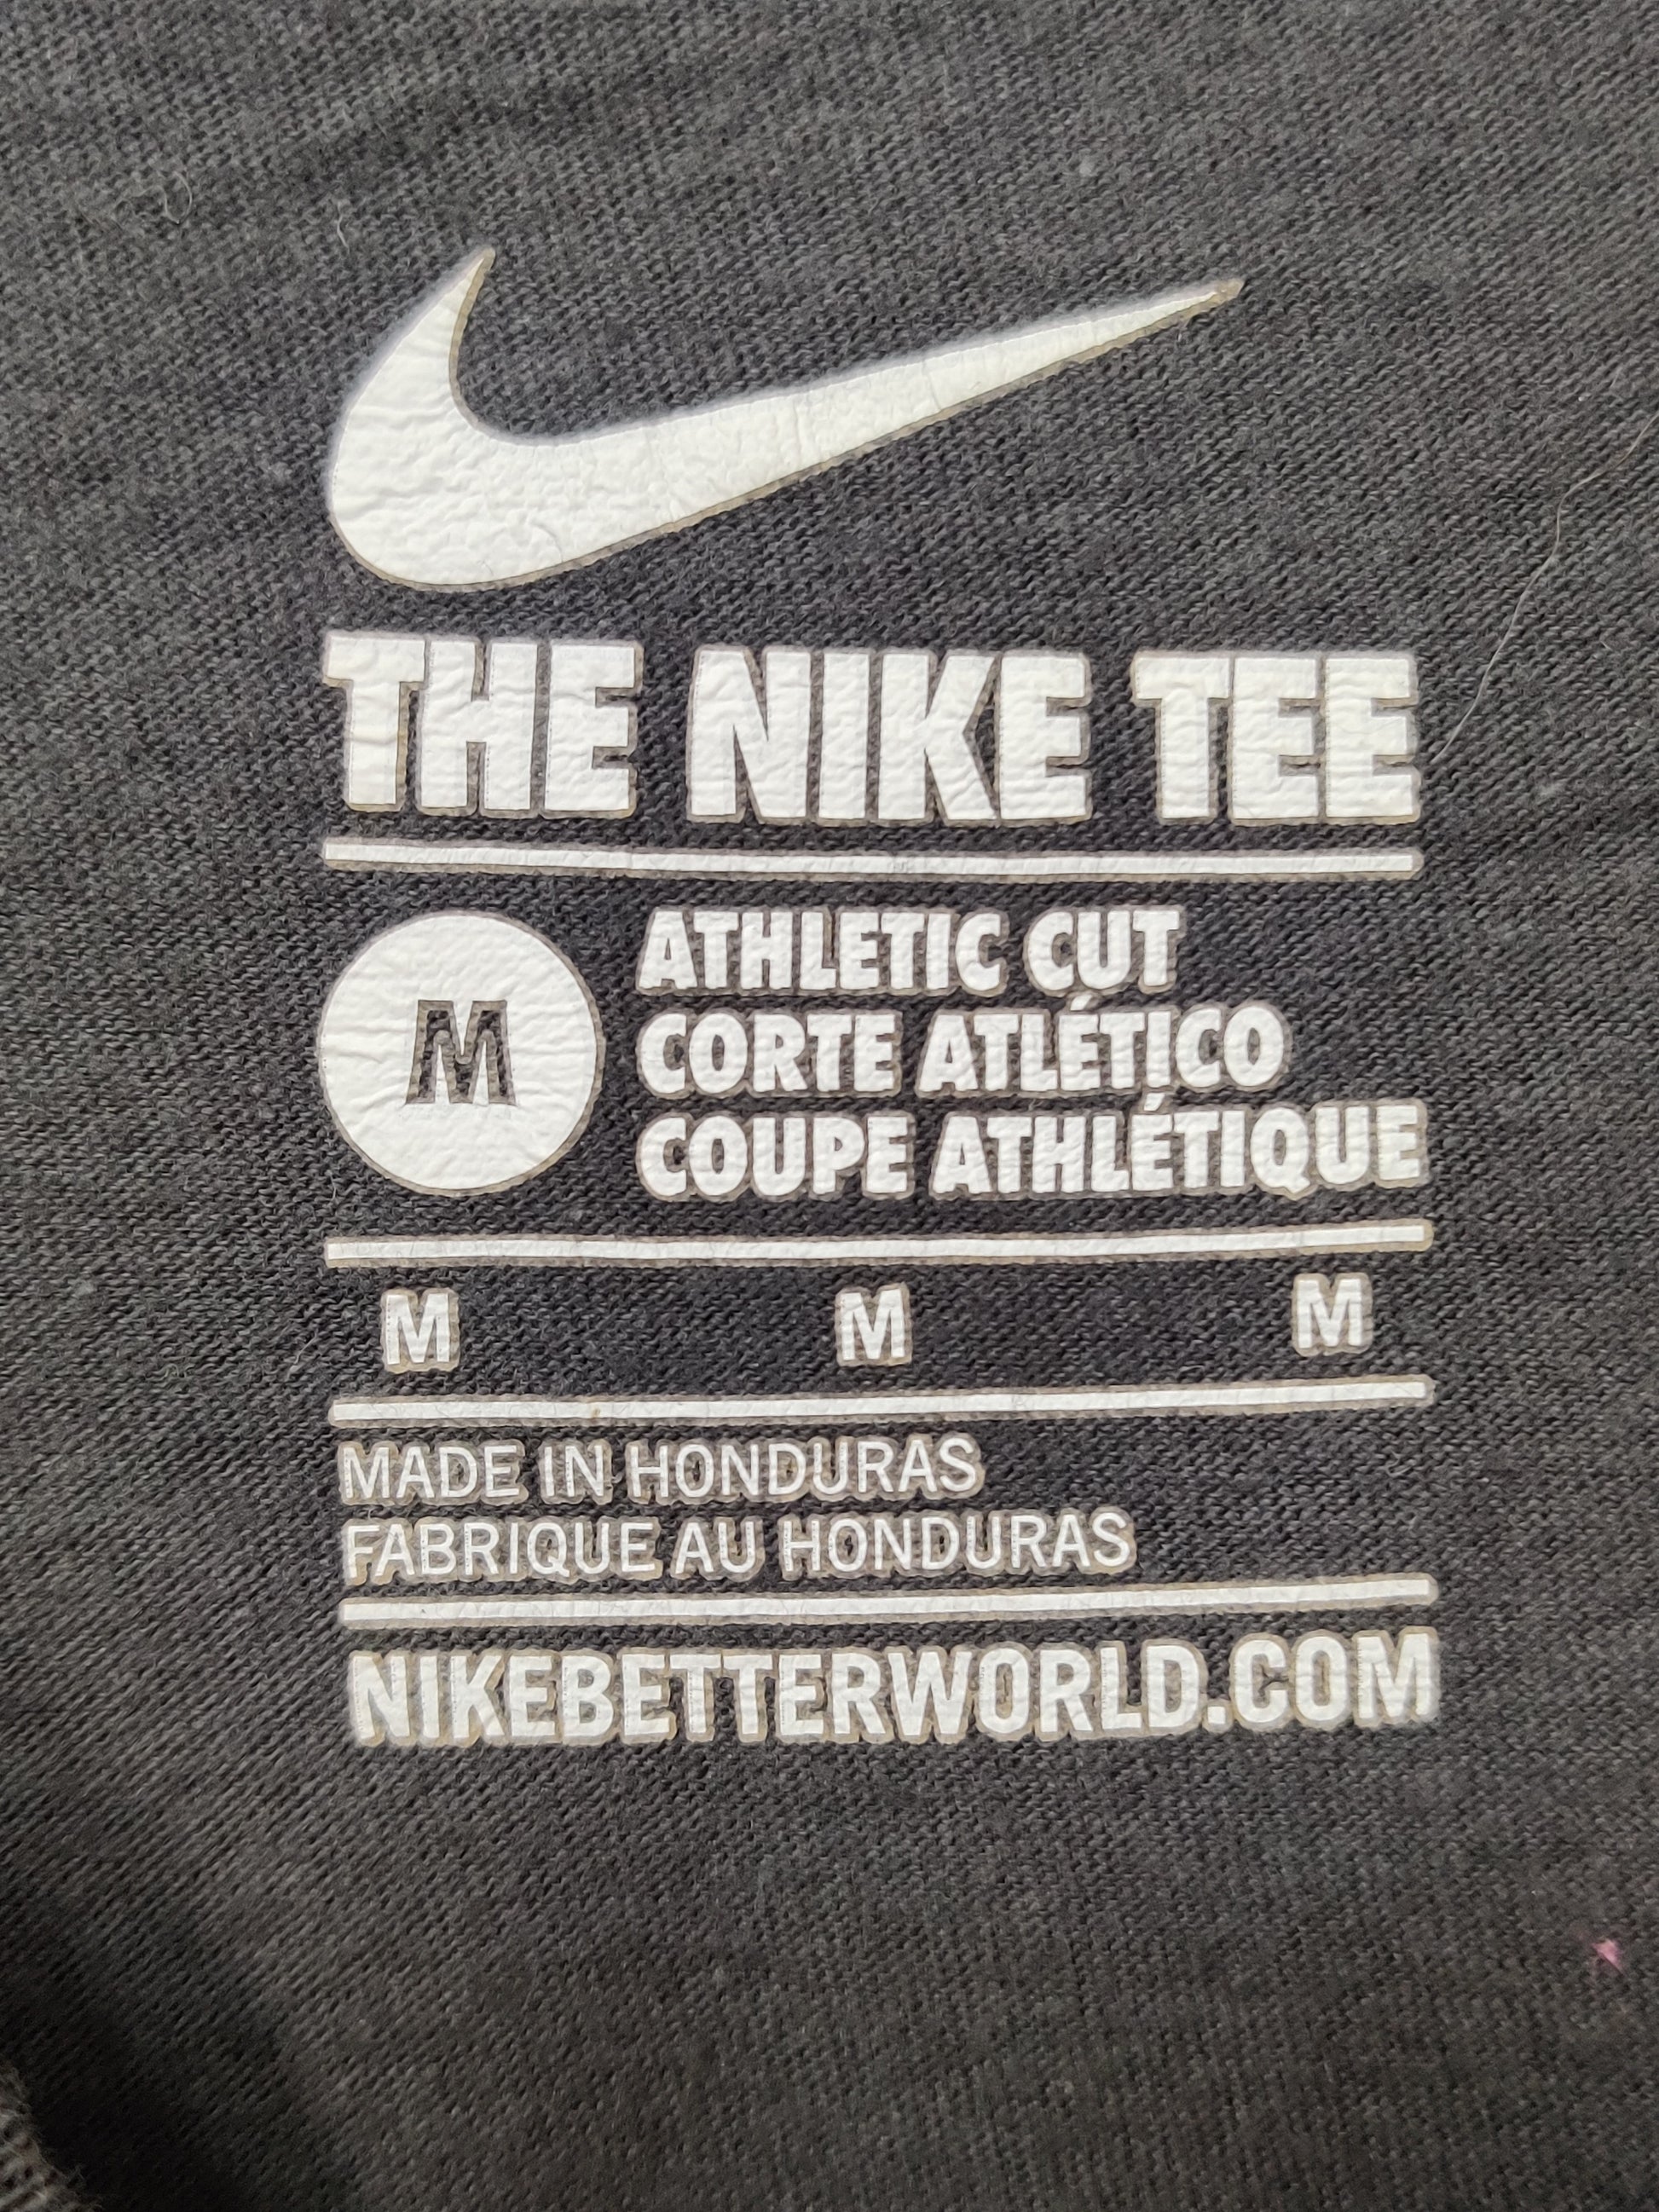 THE NIKE TEE
M
ATHLETIC CUT
CORTE ATLÉTICO
COUPE ATHLÉTIQUE
M M M
MADE IN HONDURAS
FABRIQUE AU HONDURAS
NIKEBETTERWORLD.COM